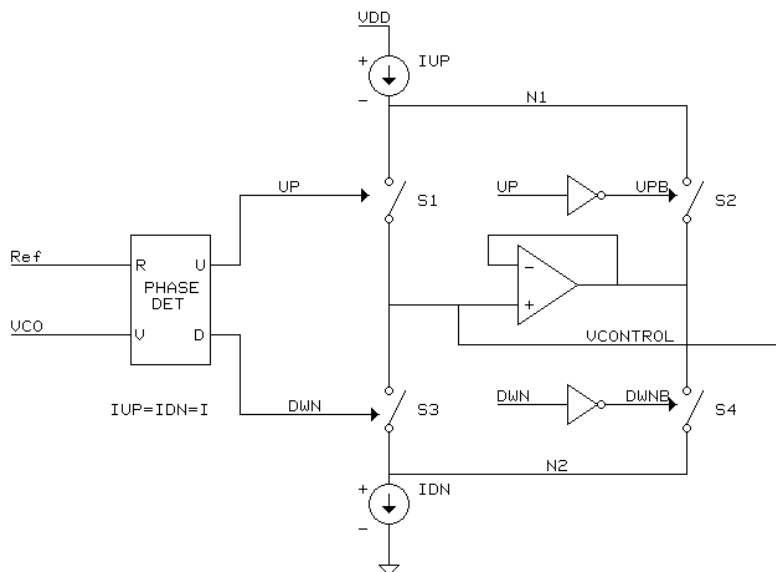 VDD
+
IUP
-
N1
UP
S1
UP
UPB
S2
Ref
R
U
PHASE
DET
-
+
VCO
V
D
VCONTROL
IUP=IDN=I
DWN
S3
DWN
DWNB
S4
N2
+
IDN
-